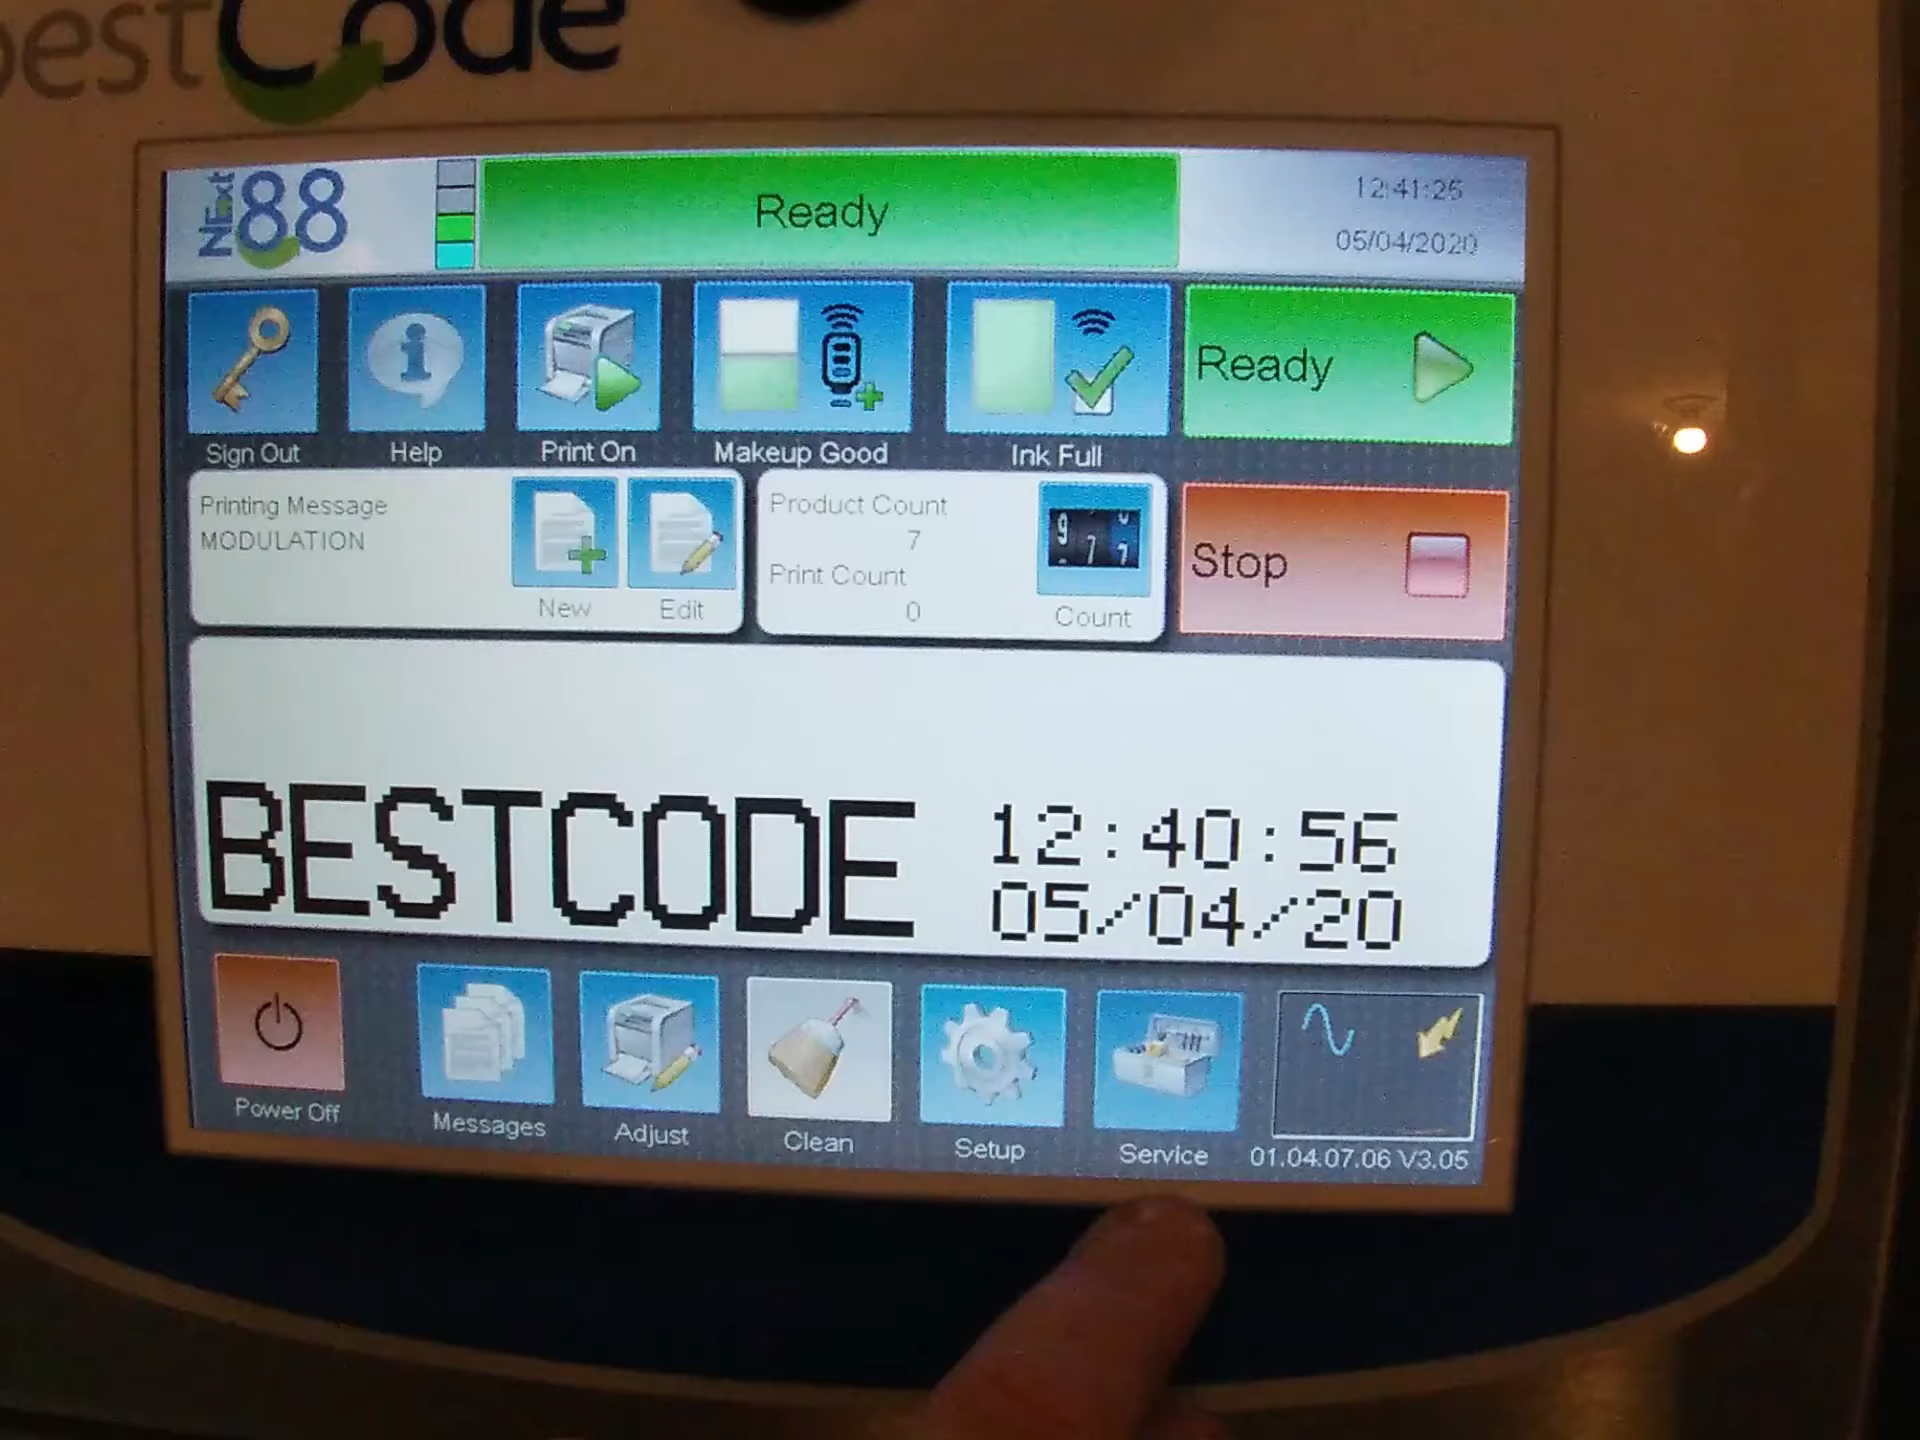 bestCode
NExt
88
Ready
12:41:25
05/04/2020
Ready
Sign Out
Help
Print On
Makeup Good
Ink Full
Printing Message
MODULATION
New
Edit
Product Count
7
Print Count
0
Count
Stop
BESTCODE
12:40:56
05/04/20
Power Off
Messages
Adjust
Clean
Setup
Service
01.04.07.06 V3.05